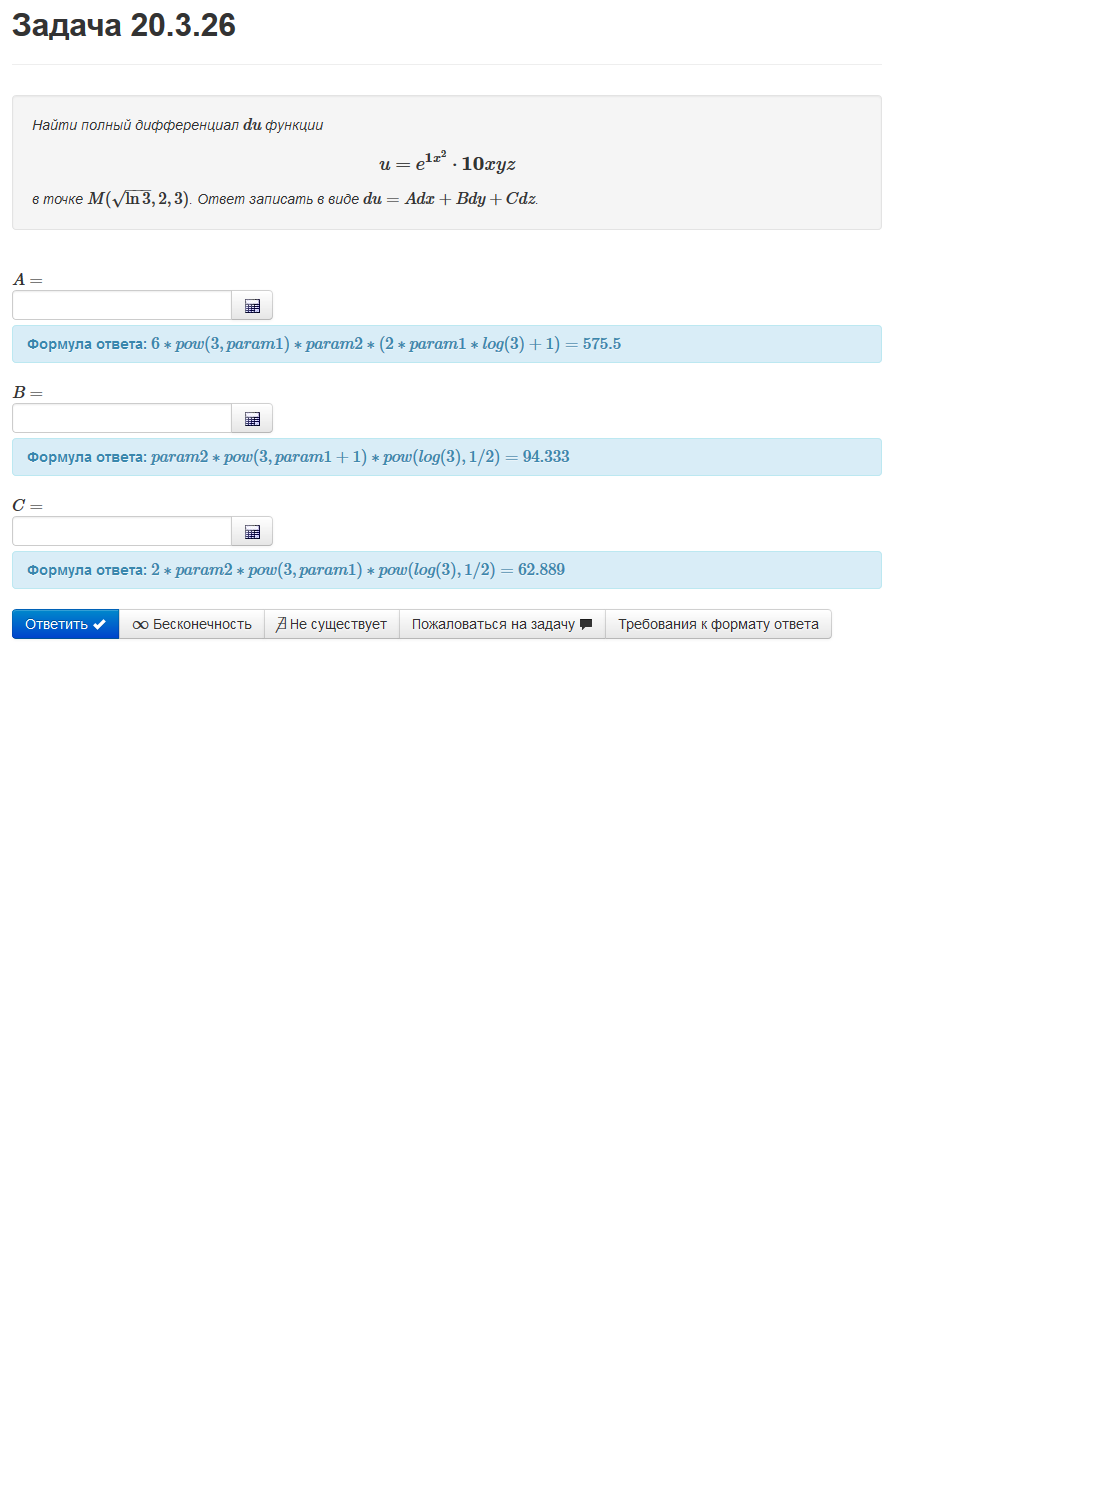 Задача 20.3.26
Найти полный дифференциал du функции
u = e^{1x^2} · 10xyz
в точке M(√ln 3, 2, 3). Ответ записать в виде du = Adx + Bdy + Cdz.
A =
Формула ответа: 6 * pow(3, param1) * param2 * (2 * param1 * log(3) + 1) = 575.5
B =
Формула ответа: param2 * pow(3, param1 + 1) * pow(log(3), 1/2) = 94.333
C =
Формула ответа: 2 * param2 * pow(3, param1) * pow(log(3), 1/2) = 62.889
Ответить ∞ Бесконечность ∄ Не существует Пожаловаться на задачу Требования к формату ответа